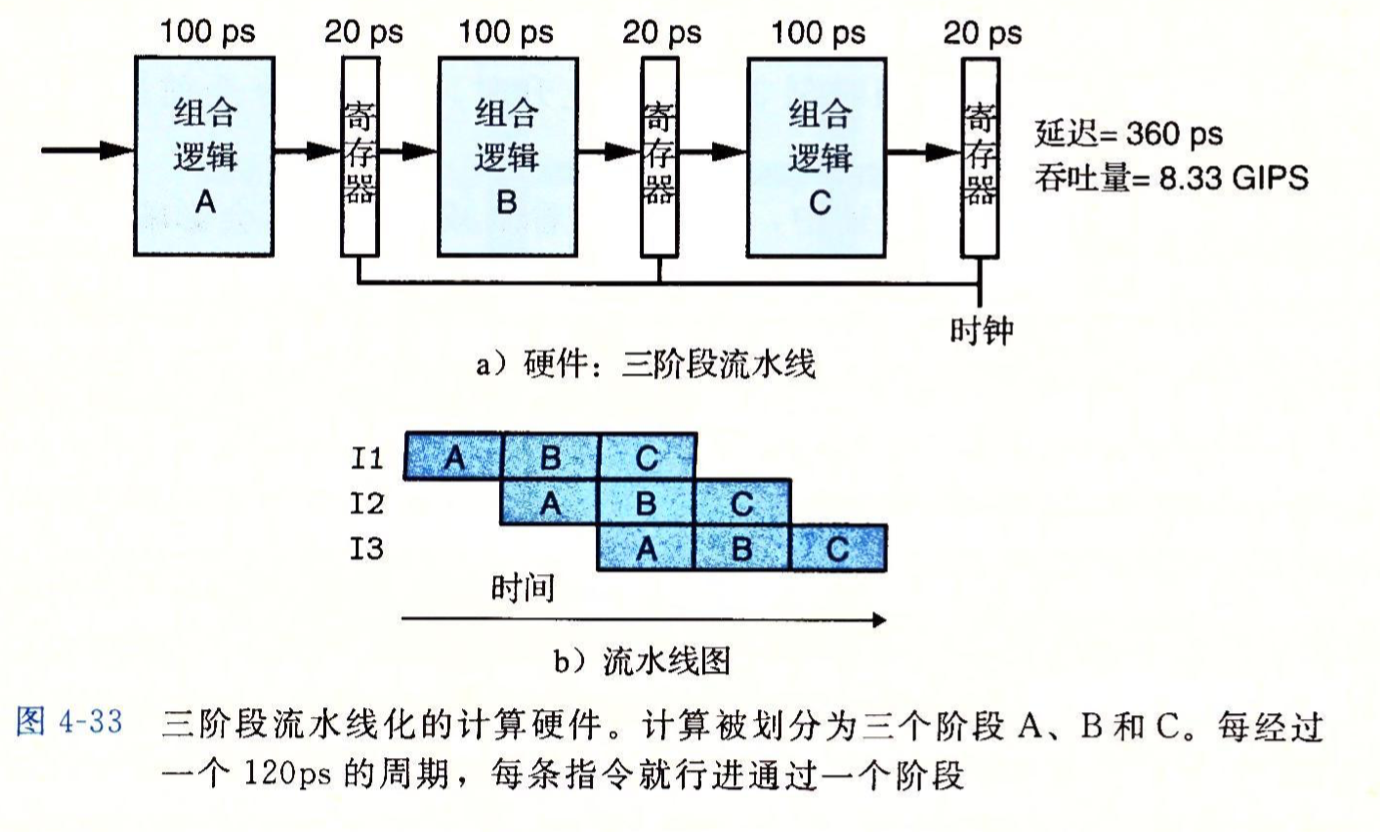 100 ps 20 ps 100 ps 20 ps 100 ps 20 ps
组合逻辑A
寄存器
组合逻辑B
寄存器
组合逻辑C
寄存器
延迟= 360 ps
吞吐量= 8.33 GIPS
时钟
a）硬件：三阶段流水线
I1 A B C
I2 A B C
I3 A B C
时间
b）流水线图
图 4-33 三阶段流水线化的计算硬件。计算被划分为三个阶段 A、B 和 C。每经过
一个 120ps 的周期，每条指令就行进通过一个阶段